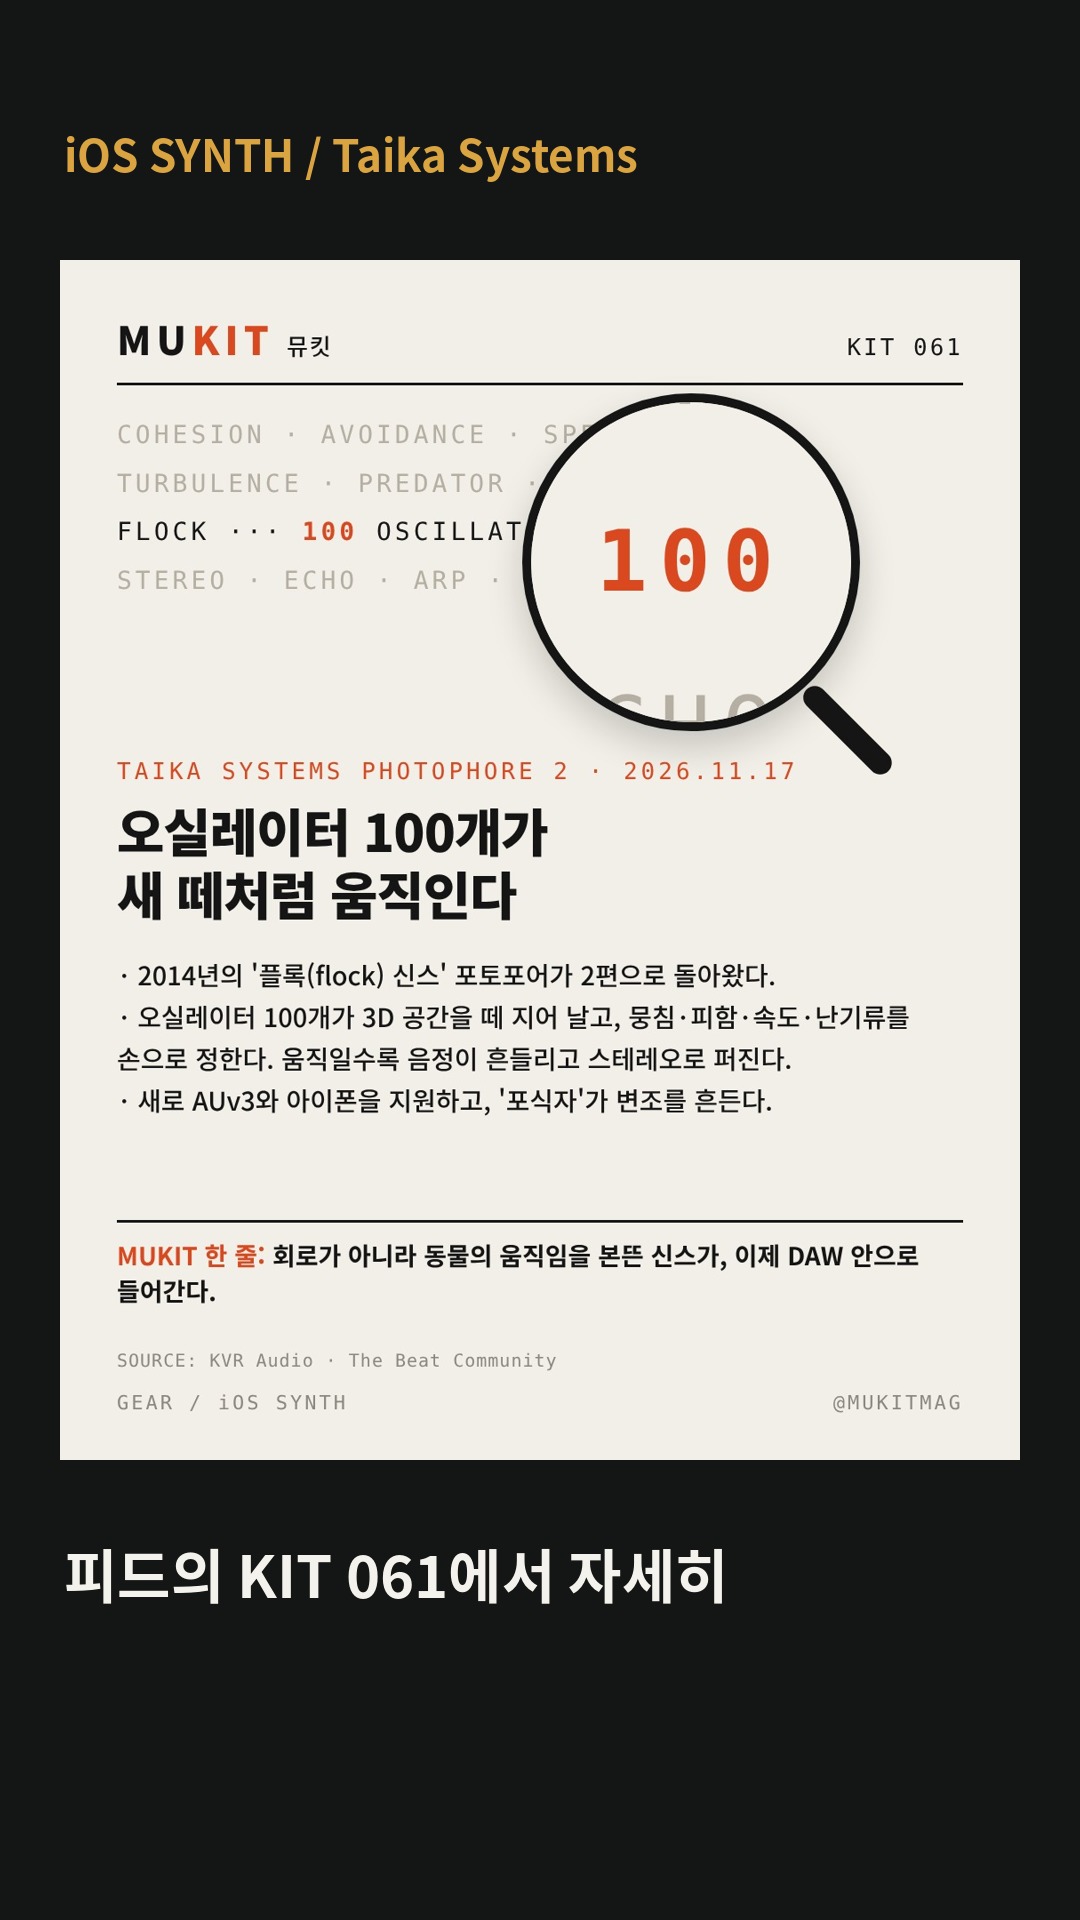 iOS SYNTH / Taika Systems
MUKIT 뮤킷
KIT 061
COHESION · AVOIDANCE ·
TURBULENCE · PREDATOR ·
FLOCK ··· 100
STEREO · ECHO · ARP ·
100
TAIKA SYSTEMS PHOTOPHORE 2 · 2026.11.17
오실레이터 100개가
새 떼처럼 움직인다
· 2014년의 '플록(flock) 신스' 포토포어가 2편으로 돌아왔다.
· 오실레이터 100개가 3D 공간을 떼 지어 날고, 뭉침·피함·속도·난기류를
손으로 정한다. 움직일수록 음정이 흔들리고 스테레오로 퍼진다.
· 새로 AUv3와 아이폰을 지원하고, '포식자'가 변조를 흔든다.
MUKIT 한 줄: 회로가 아니라 동물의 움직임을 본뜬 신스가, 이제 DAW 안으로
들어간다.
SOURCE: KVR Audio · The Beat Community
GEAR / iOS SYNTH
@MUKITMAG
피드의 KIT 061에서 자세히